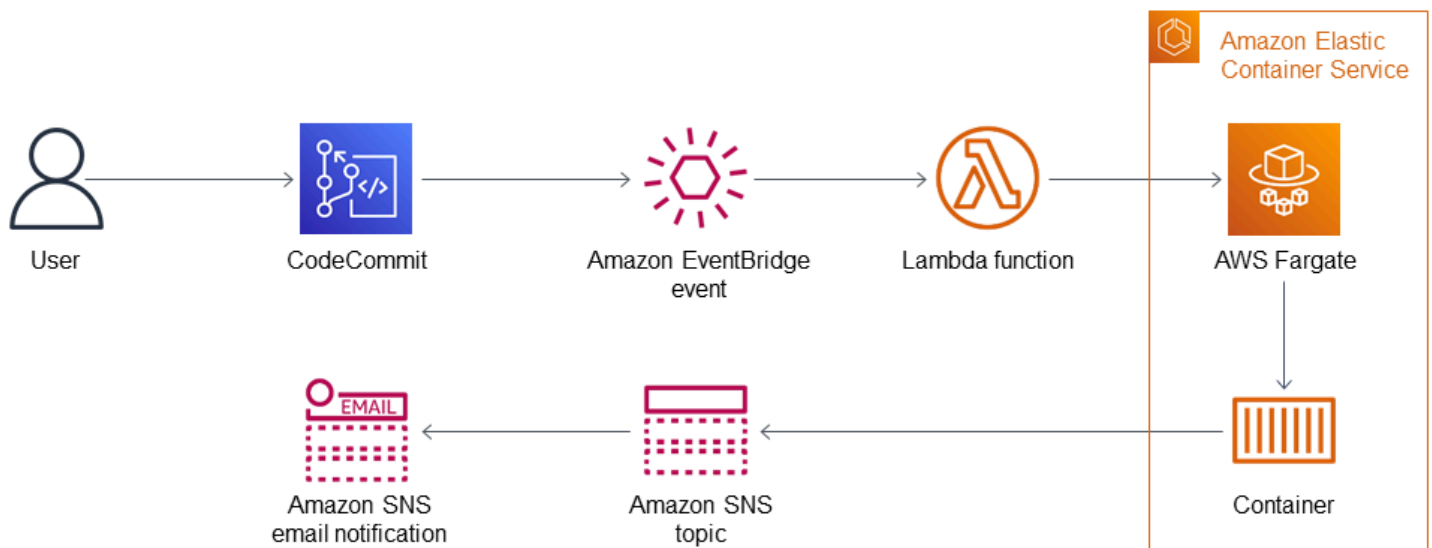 Amazon Elastic
Container Service
User
CodeCommit
</>
Amazon EventBridge
event
Lambda function
AWS Fargate
EMAIL
Amazon SNS
email notification
Amazon SNS
topic
Container